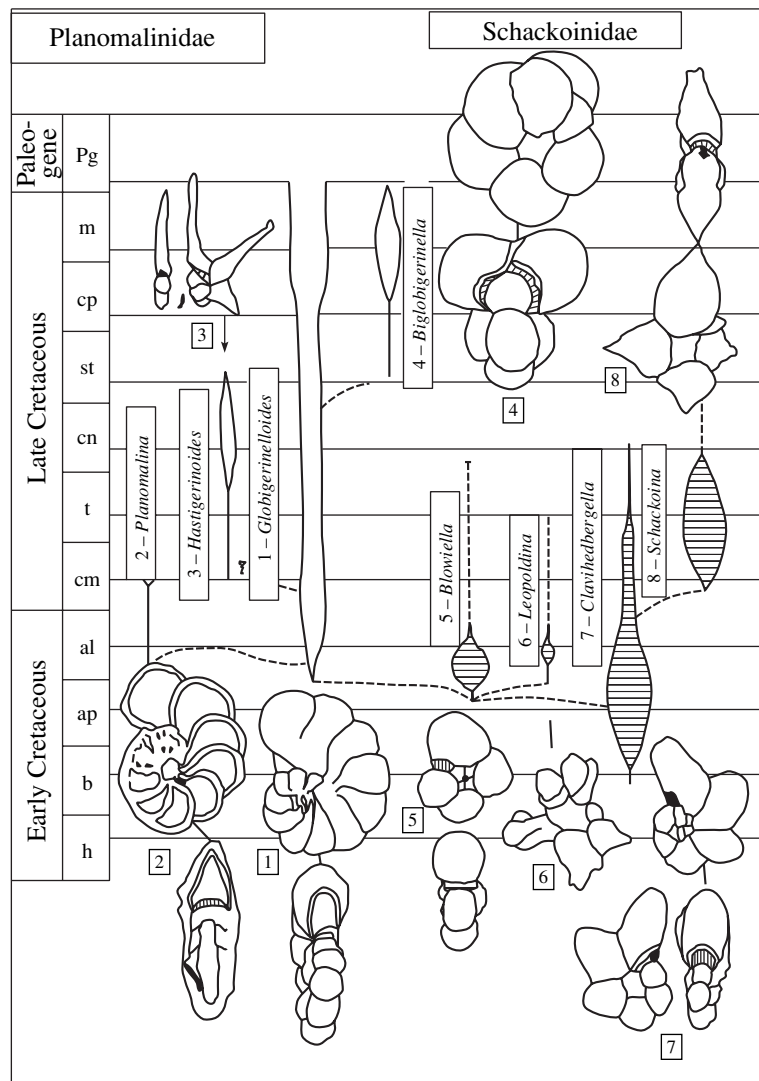 Planomalinidae
Schackoinidae
Paleo-
gene
Late Cretaceous
Early Cretaceous
Pg
m
cp
st
cn
t
cm
al
ap
b
h
2 – Planomalina
3 – Hastigerinoides
1 – Globigerinelloides
4 – Biglobigerinella
5 – Blowiella
6 – Leopoldina
7 – Clavihedbergella
8 – Schackoina
3
4
8
2
1
5
6
7